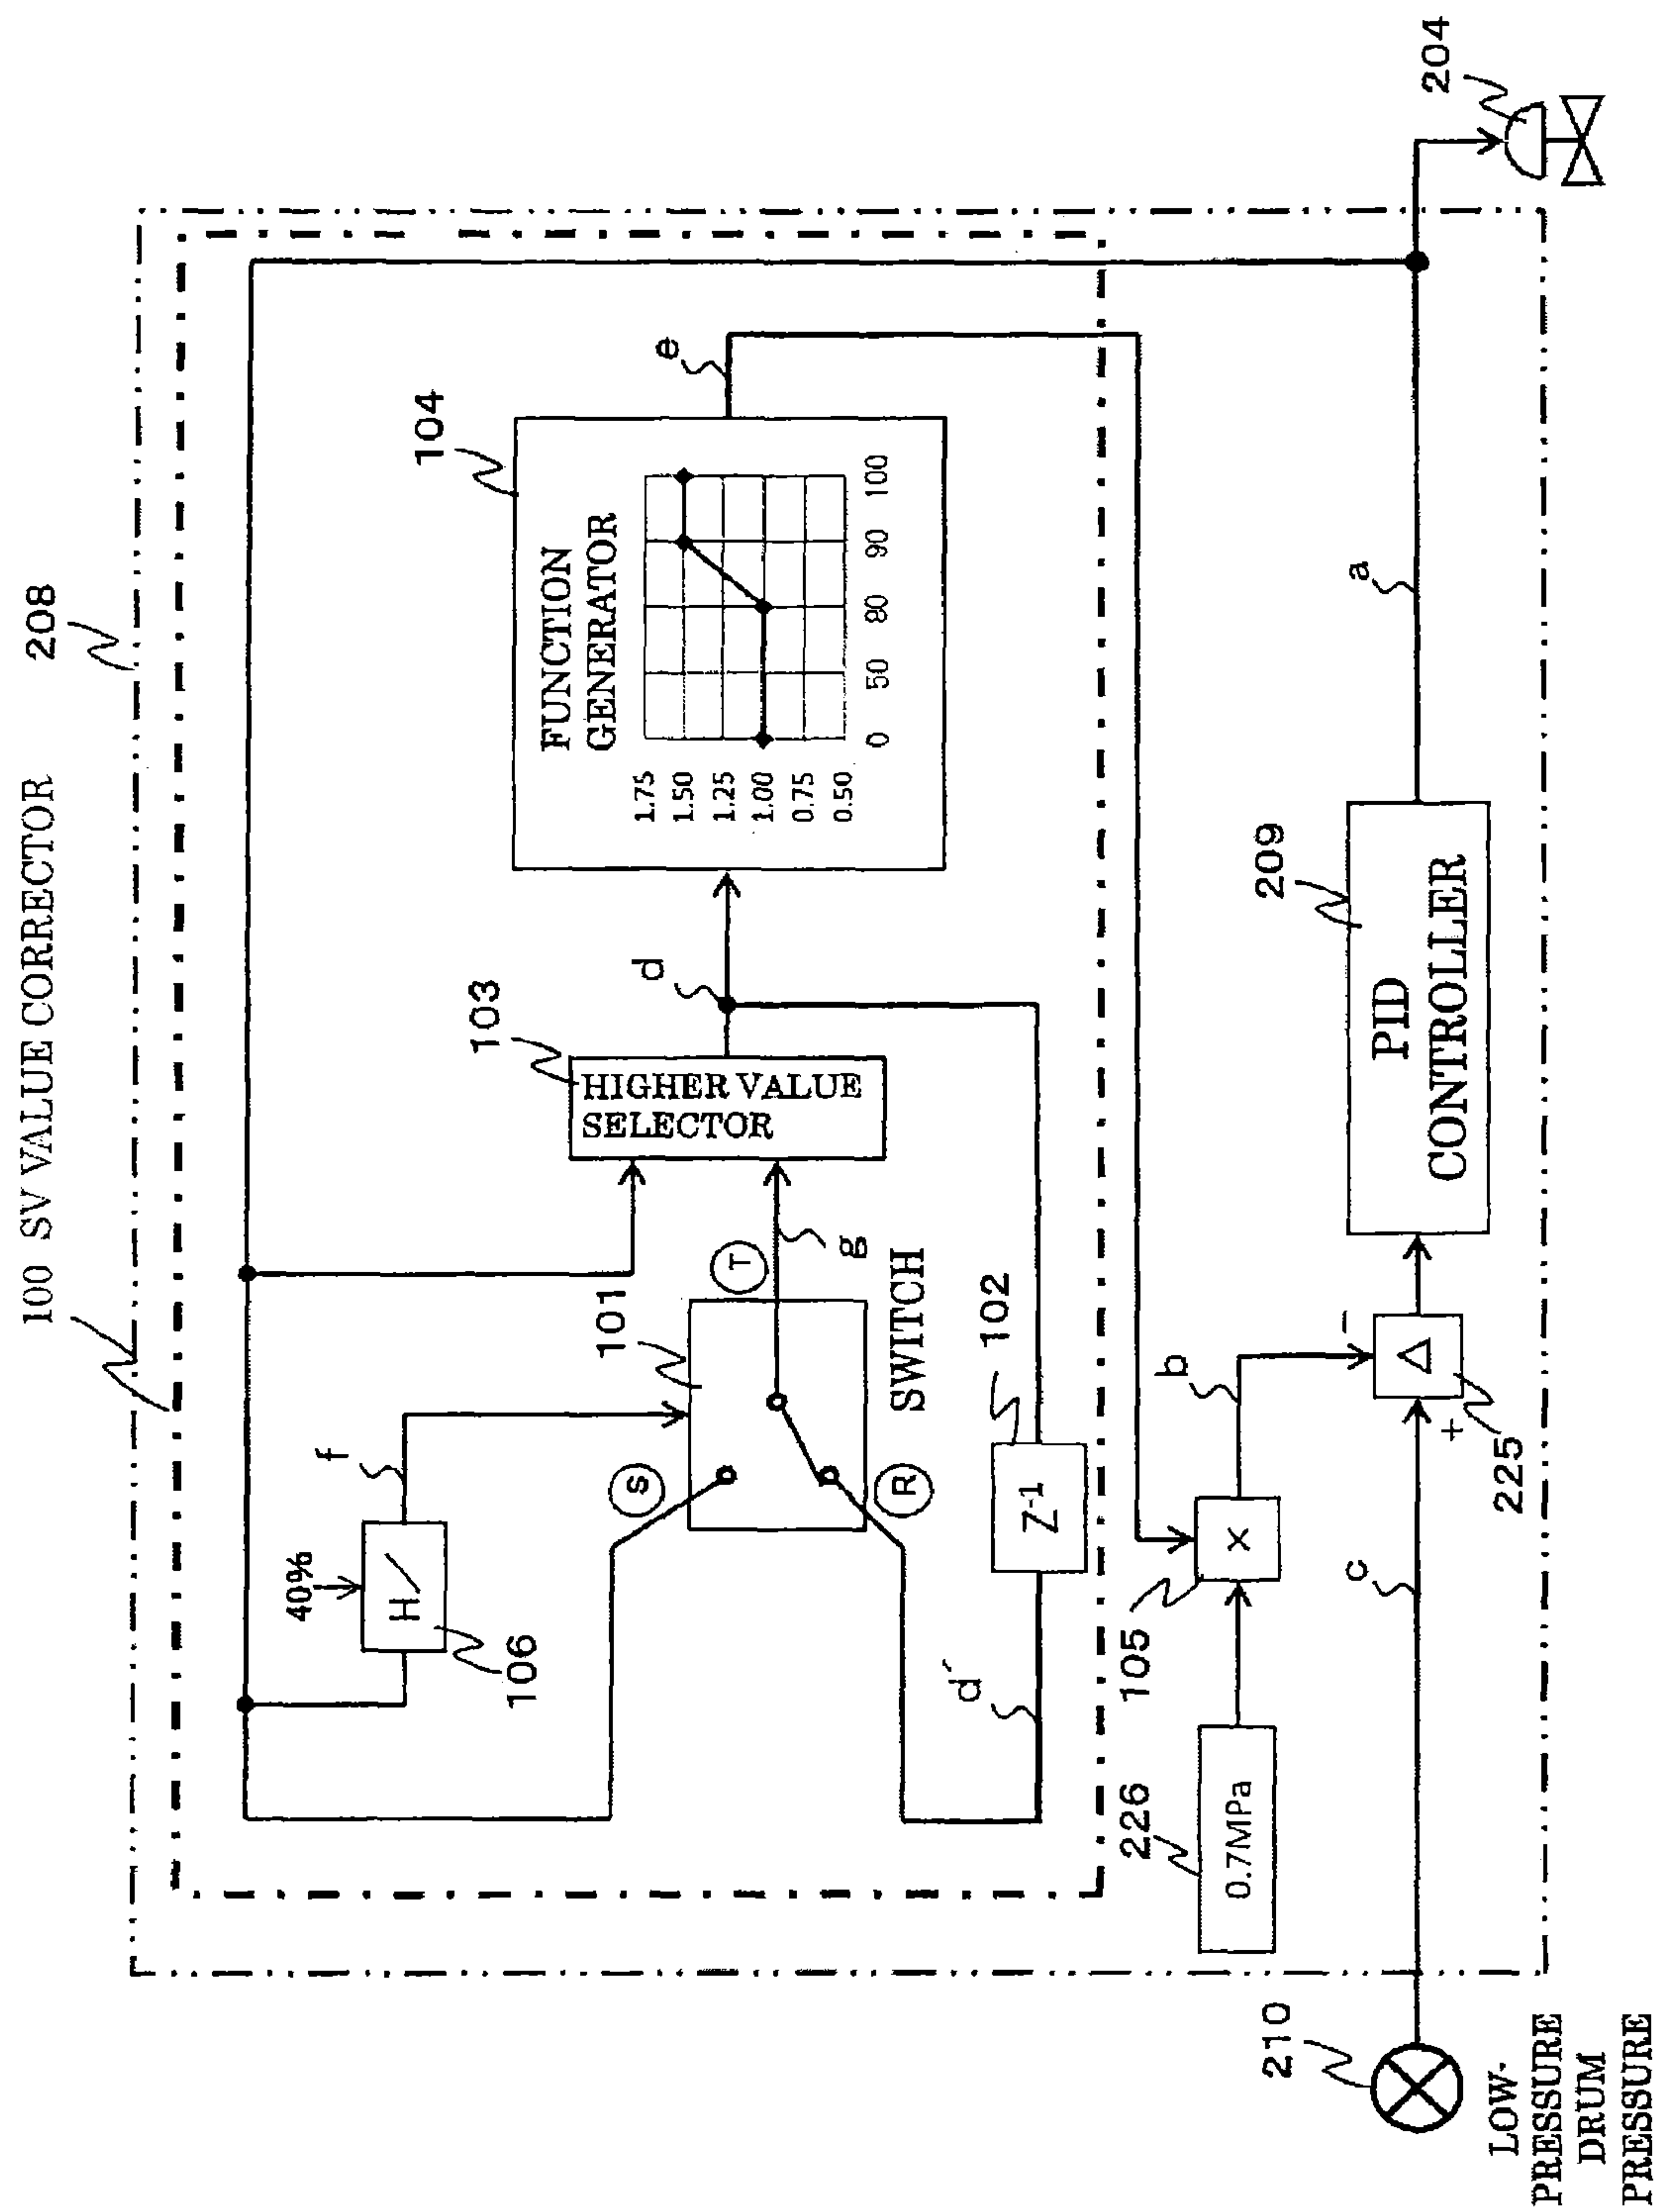 100 SV VALUE CORRECTOR
208
40%
H/
106
f
S
101
T
g
R
SWITCH
103
HIGHER VALUE
SELECTOR
d
104
FUNCTION
GENERATOR
1.75
1.50
1.25
1.00
0.75
0.50
0
50
80
90
100
e
102
Z-1
d´
226
0.7MPa
105
×
b
−
+
Δ
225
c
209
PID
CONTROLLER
a
204
210
LOW-
PRESSURE
DRUM
PRESSURE